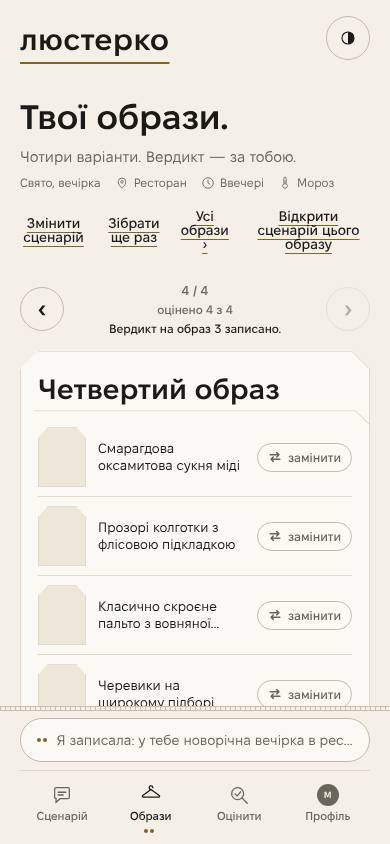 люстерко
Твої образи.
Чотири варіанти. Вердикт — за тобою.
Свято, вечірка Ресторан Ввечері Мороз
Змінити
сценарій
Зібрати
ще раз
Усі
образи
›
Відкрити
сценарій цього
образу
‹
4 / 4
оцінено 4 з 4
Вердикт на образ 3 записано.
›
Четвертий образ
Смарагдова
оксамитова сукня міді
замінити
Прозорі колготки з
флісовою підкладкою
замінити
Класично скроєне
пальто з вовняної…
замінити
Черевики на
широкому підборі
замінити
Я записала: у тебе новорічна вечірка в рес…
Сценарій
Образи
Оцінити
М
Профіль